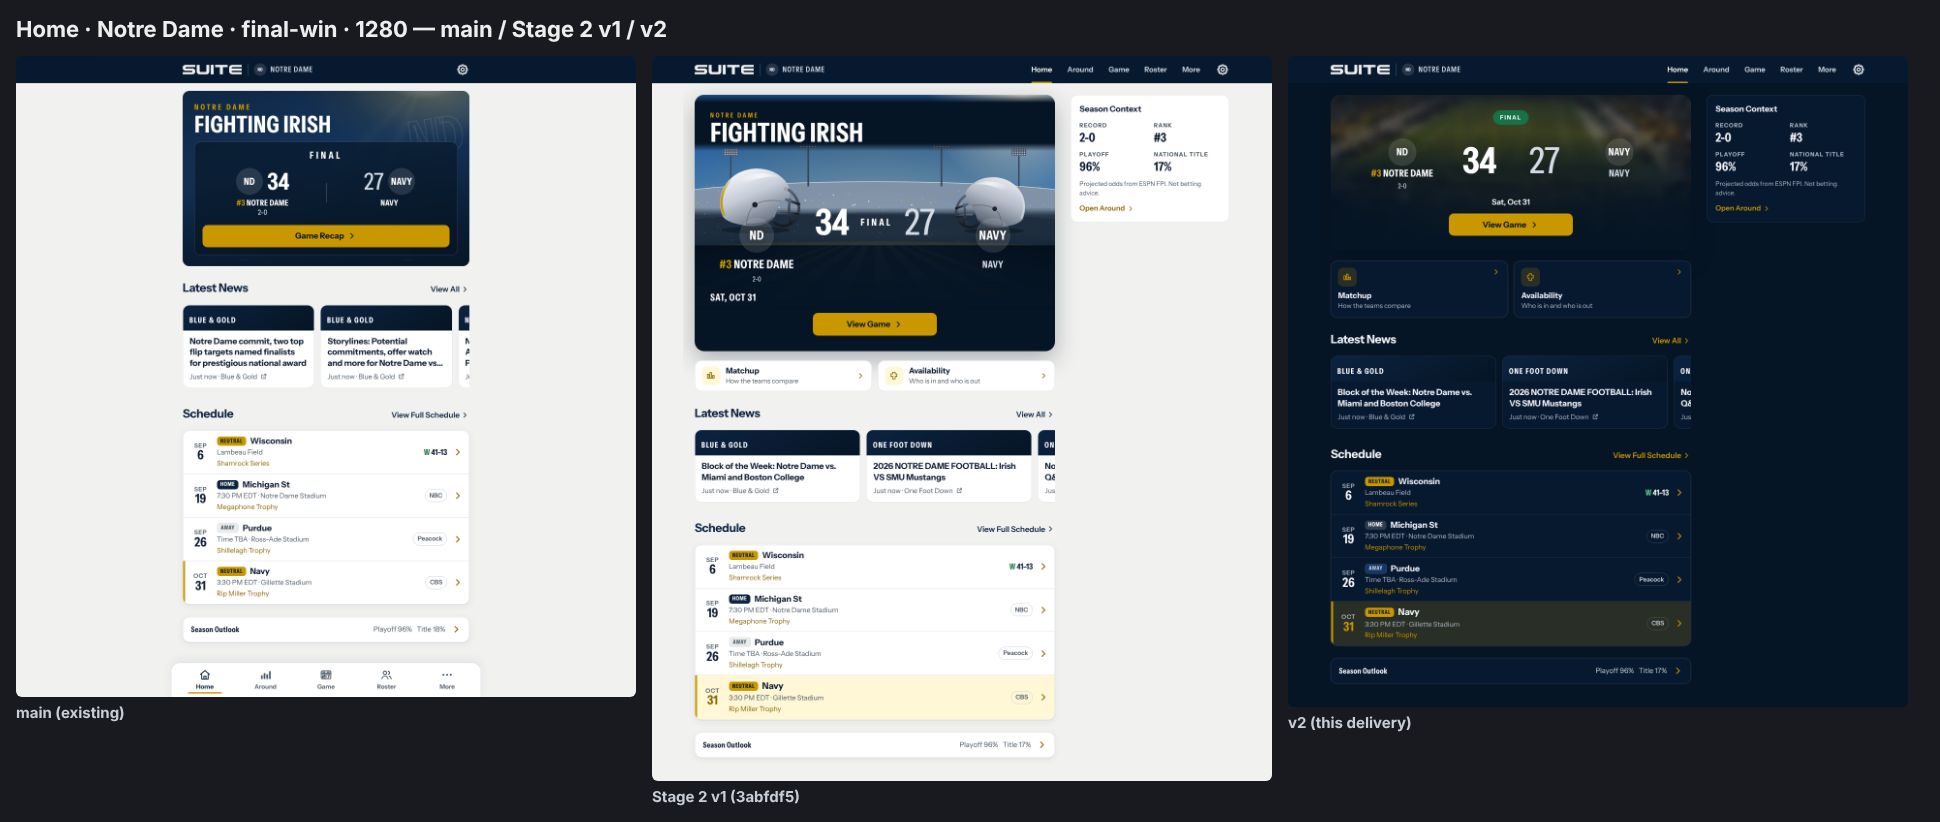 Home · Notre Dame · final-win · 1280 — main / Stage 2 v1 / v2
SUITE ND NOTRE DAME
NOTRE DAME
FIGHTING IRISH
FINAL
ND 34 27 NAVY
#3 NOTRE DAME NAVY
2-0
Game Recap
Latest News View All
BLUE & GOLD
Notre Dame commit, two top
flip targets named finalists
for prestigious national award
Just now · Blue & Gold
BLUE & GOLD
Storylines: Potential
commitments, offer watch
and more for Notre Dame vs...
Just now · Blue & Gold
N
A
F
Schedule View Full Schedule
SEP 6 NEUTRAL Wisconsin
Lambeau Field W 41-13
Shamrock Series
SEP 19 HOME Michigan St
7:30 PM EDT · Notre Dame Stadium NBC
Megaphone Trophy
SEP 26 AWAY Purdue
Time TBA · Ross-Ade Stadium Peacock
Shillelagh Trophy
OCT 31 NEUTRAL Navy
3:30 PM EDT · Gillette Stadium CBS
Rip Miller Trophy
Season Outlook Playoff 96% Title 18%
Home Around Game Roster More
main (existing)
SUITE ND NOTRE DAME Home Around Game Roster More
NOTRE DAME
FIGHTING IRISH
34 FINAL 27
ND NAVY
#3 NOTRE DAME NAVY
2-0
SAT, OCT 31
View Game
Season Context
RECORD RANK
2-0 #3
PLAYOFF NATIONAL TITLE
96% 17%
Projected odds from ESPN FPI. Not betting
advice.
Open Around
Matchup
How the teams compare
Availability
Who is in and who is out
Latest News View All
BLUE & GOLD
Block of the Week: Notre Dame vs.
Miami and Boston College
Just now · Blue & Gold
ONE FOOT DOWN
2026 NOTRE DAME FOOTBALL: Irish
VS SMU Mustangs
Just now · One Foot Down
ON
No
Q&
Jus
Schedule View Full Schedule
SEP 6 NEUTRAL Wisconsin
Lambeau Field W 41-13
Shamrock Series
SEP 19 HOME Michigan St
7:30 PM EDT · Notre Dame Stadium NBC
Megaphone Trophy
SEP 26 AWAY Purdue
Time TBA · Ross-Ade Stadium Peacock
Shillelagh Trophy
OCT 31 NEUTRAL Navy
3:30 PM EDT · Gillette Stadium CBS
Rip Miller Trophy
Season Outlook Playoff 96% Title 17%
Stage 2 v1 (3abfdf5)
SUITE ND NOTRE DAME Home Around Game Roster More
FINAL
ND 34 27 NAVY
#3 NOTRE DAME NAVY
2-0
Sat, Oct 31
View Game
Season Context
RECORD RANK
2-0 #3
PLAYOFF NATIONAL TITLE
96% 17%
Projected odds from ESPN FPI. Not betting
advice.
Open Around
Matchup
How the teams compare
Availability
Who is in and who is out
Latest News View All
BLUE & GOLD
Block of the Week: Notre Dame vs.
Miami and Boston College
Just now · Blue & Gold
ONE FOOT DOWN
2026 NOTRE DAME FOOTBALL: Irish
VS SMU Mustangs
Just now · One Foot Down
ON
No
Q&
Jus
Schedule View Full Schedule
SEP 6 NEUTRAL Wisconsin
Lambeau Field W 41-13
Shamrock Series
SEP 19 HOME Michigan St
7:30 PM EDT · Notre Dame Stadium NBC
Megaphone Trophy
SEP 26 AWAY Purdue
Time TBA · Ross-Ade Stadium Peacock
Shillelagh Trophy
OCT 31 NEUTRAL Navy
3:30 PM EDT · Gillette Stadium CBS
Rip Miller Trophy
Season Outlook Playoff 96% Title 17%
v2 (this delivery)